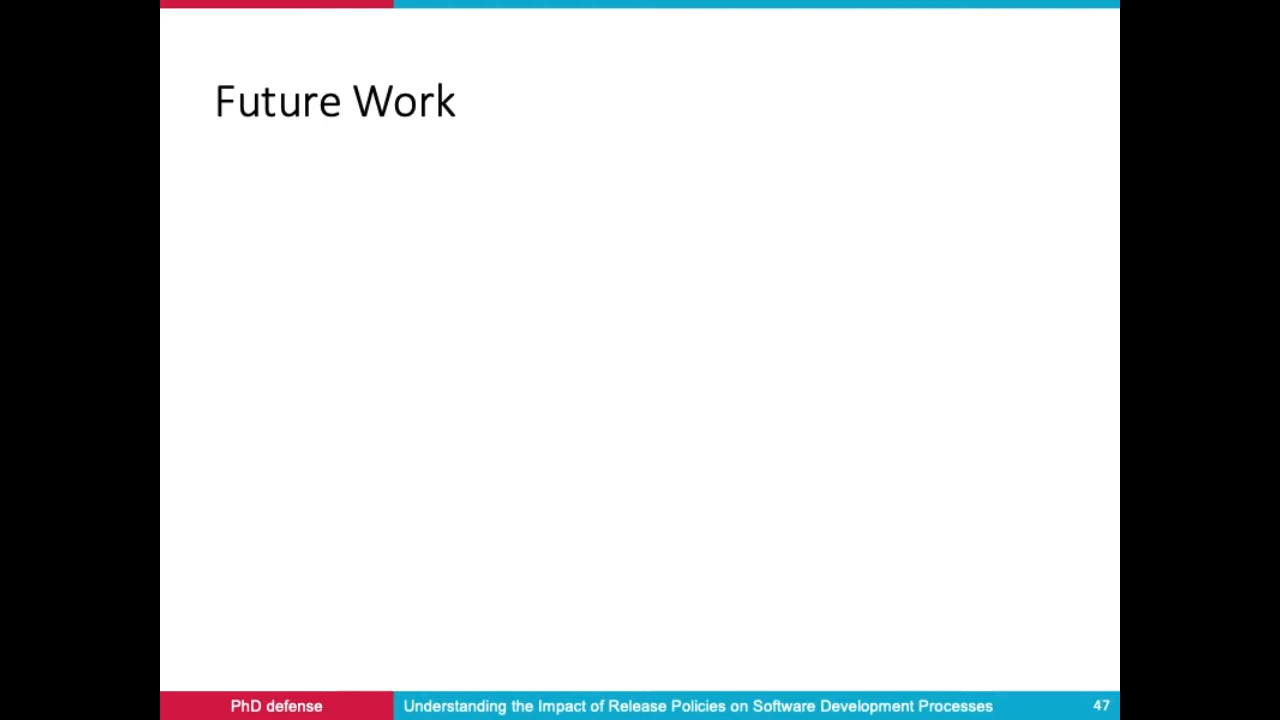 Future Work
PhD defense
Understanding the Impact of Release Policies on Software Development Processes
47